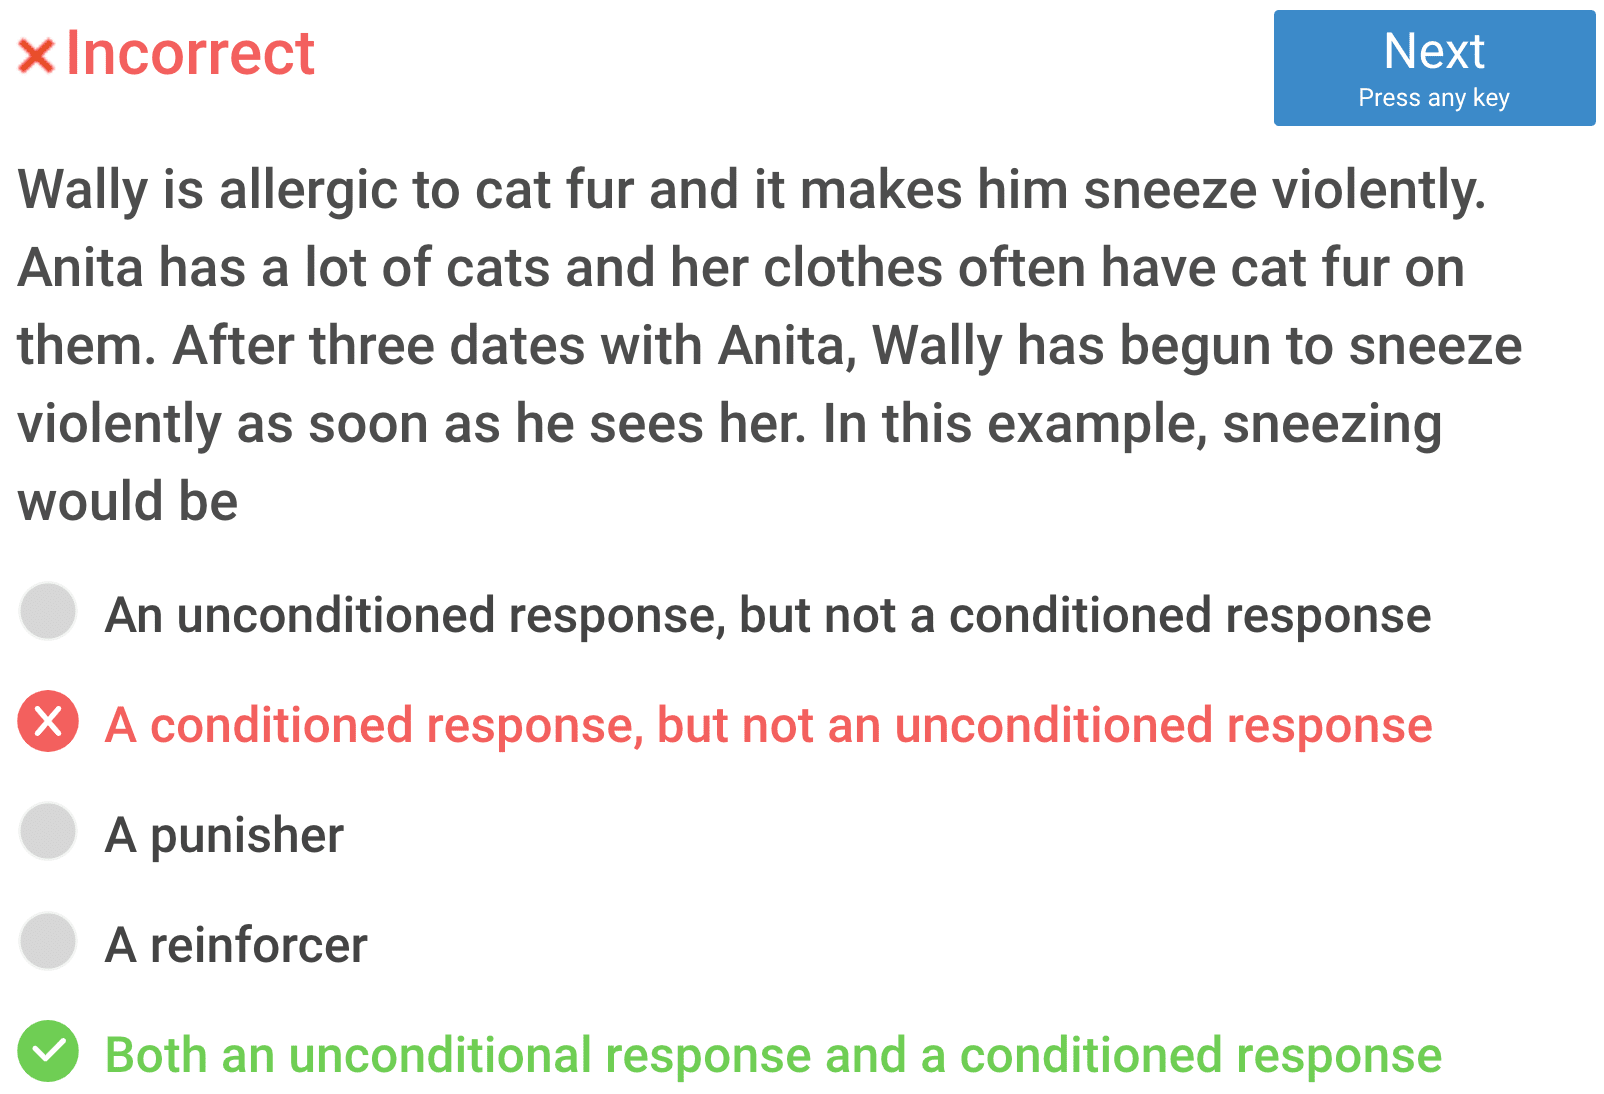 Incorrect
Next
Press any key
Wally is allergic to cat fur and it makes him sneeze violently.
Anita has a lot of cats and her clothes often have cat fur on
them. After three dates with Anita, Wally has begun to sneeze
violently as soon as he sees her. In this example, sneezing
would be
An unconditioned response, but not a conditioned response
A conditioned response, but not an unconditioned response
A punisher
A reinforcer
Both an unconditional response and a conditioned response